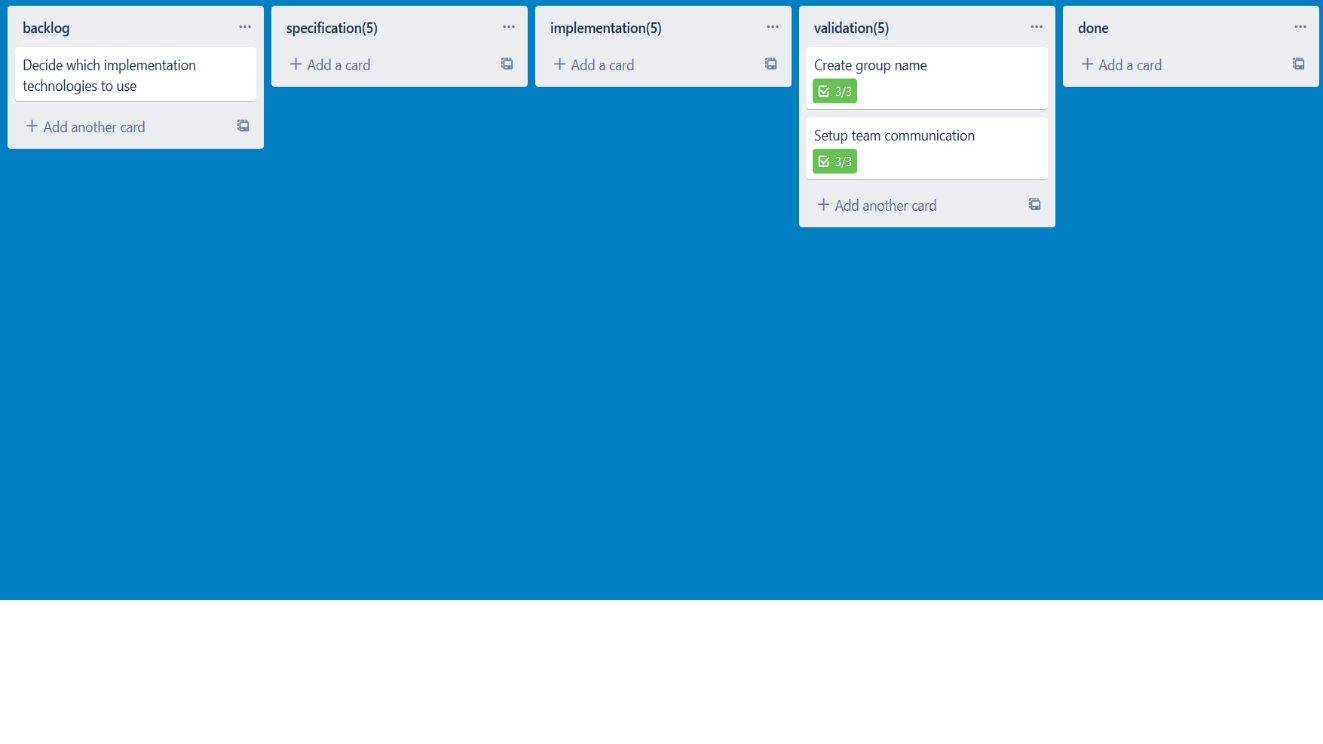 backlog
Decide which implementation
technologies to use
Add another card
specification(5)
Add a card
implementation(5)
Add a card
validation(5)
Create group name
3/3
Setup team communication
3/3
Add another card
done
Add a card